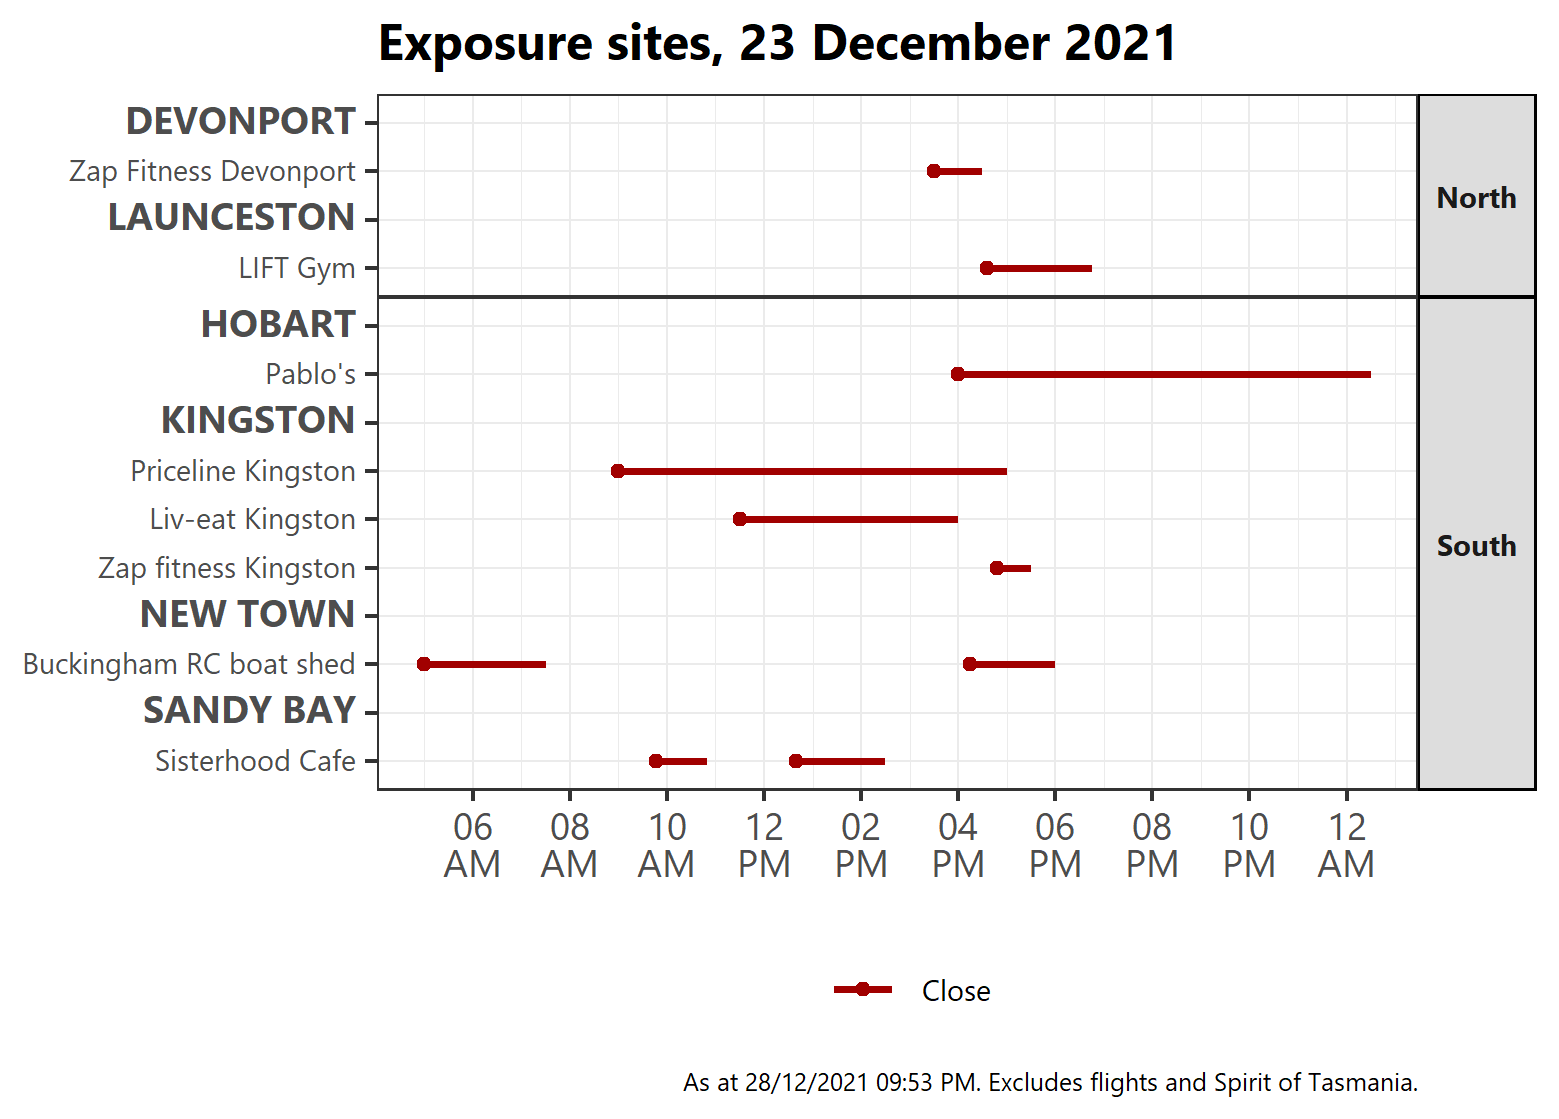 Exposure sites, 23 December 2021
DEVONPORT
Zap Fitness Devonport
LAUNCESTON
LIFT Gym
North
HOBART
Pablo's
KINGSTON
Priceline Kingston
Liv-eat Kingston
Zap fitness Kingston
NEW TOWN
Buckingham RC boat shed
SANDY BAY
Sisterhood Cafe
South
06 AM
08 AM
10 AM
12 PM
02 PM
04 PM
06 PM
08 PM
10 PM
12 AM
Close
As at 28/12/2021 09:53 PM. Excludes flights and Spirit of Tasmania.